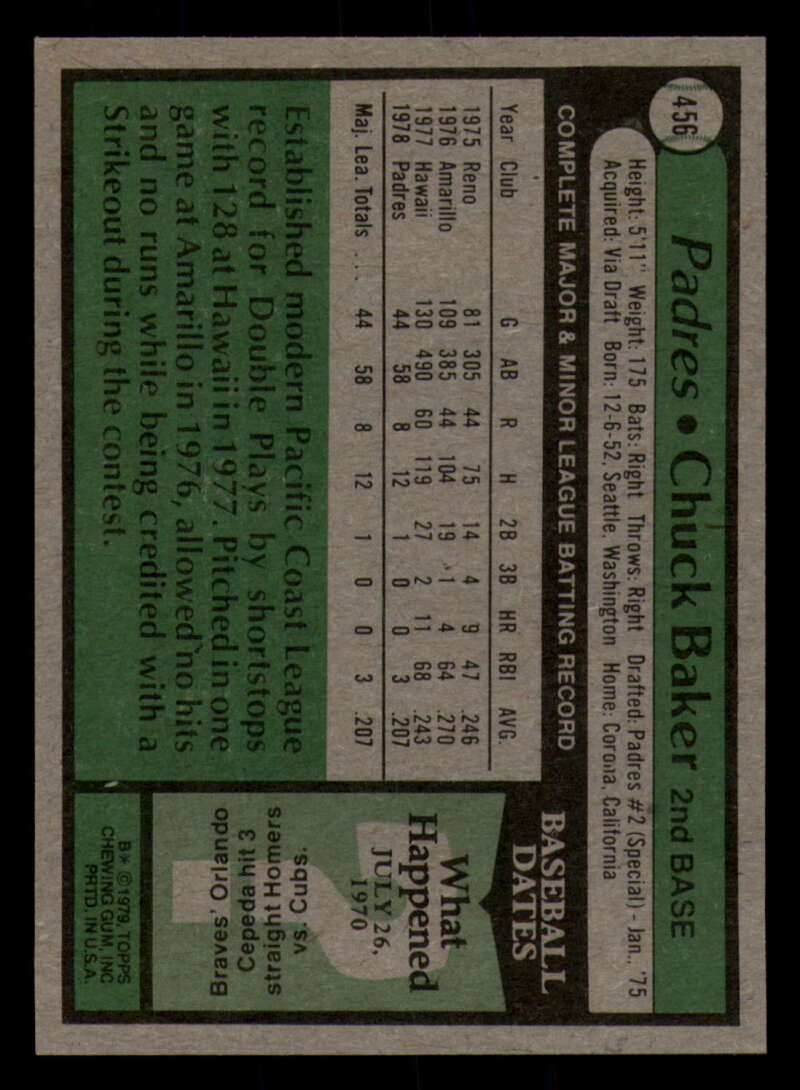 456
Padres • Chuck Baker 2nd BASE
Height: 5'11" Weight: 175 Bats: Right Throws: Right Drafted: Padres #2 (Special) - Jan., '75
Acquired: Via Draft Born: 12-6-52, Seattle, Washington Home: Corona, California
COMPLETE MAJOR & MINOR LEAGUE BATTING RECORD
Year Club G AB R H 2B 3B HR RBI AVG.
1975 Reno 81 305 44 75 14 4 9 47 .246
1976 Amarillo 109 385 44 104 19 1 4 64 .270
1977 Hawaii 130 490 60 119 27 2 11 68 .243
1978 Padres 44 58 8 12 1 0 0 3 .207
Maj. Lea. Totals ... 44 58 8 12 1 0 0 3 .207
Established modern Pacific Coast League
record for Double Plays by shortstops
with 128 at Hawaii in 1977. Pitched in one
game at Amarillo in 1976, allowed no hits
and no runs while being credited with a
Strikeout during the contest.
BASEBALL
DATES
What
Happened
JULY 26,
1970
Braves' Orlando
Cepeda hit 3
straight Homers
vs. Cubs.
B* © 1979, TOPPS
CHEWING GUM, INC
PRTD. IN U.S.A.